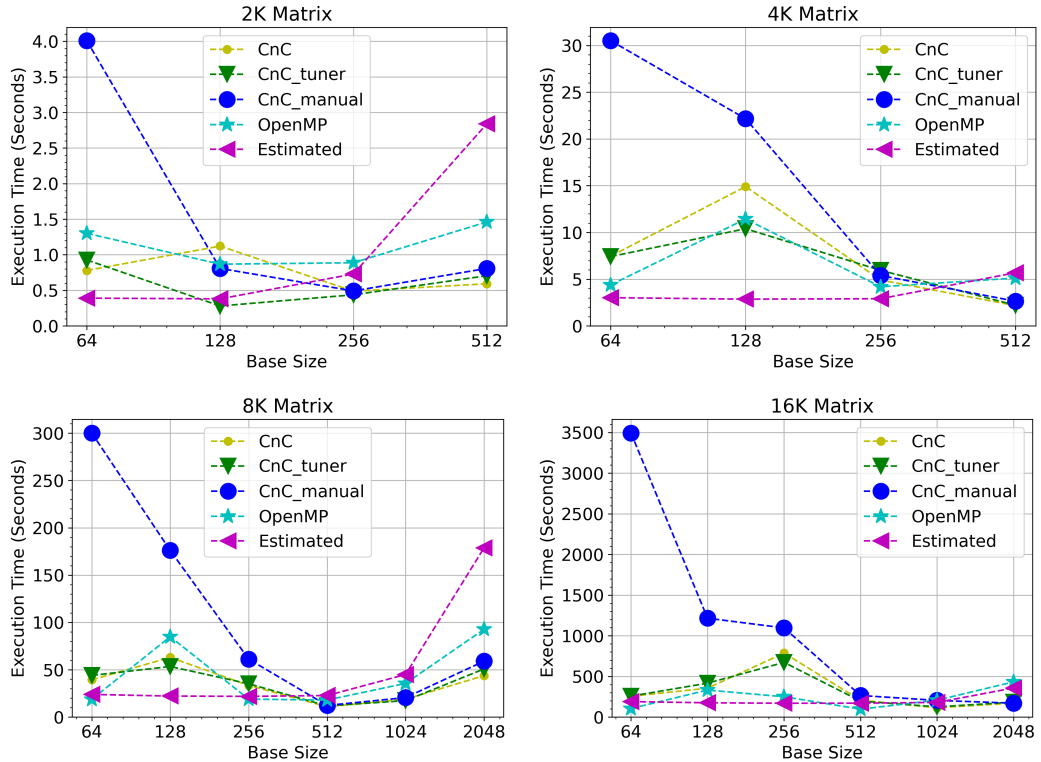 2K Matrix
4.0
3.5
3.0
2.5
2.0
1.5
1.0
0.5
0.0
Execution Time (Seconds)
CnC
CnC_tuner
CnC_manual
OpenMP
Estimated
64 128 256 512
Base Size
4K Matrix
30
25
20
15
10
5
0
Execution Time (Seconds)
CnC
CnC_tuner
CnC_manual
OpenMP
Estimated
64 128 256 512
Base Size
8K Matrix
300
250
200
150
100
50
0
Execution Time (Seconds)
CnC
CnC_tuner
CnC_manual
OpenMP
Estimated
64 128 256 512 1024 2048
Base Size
16K Matrix
3500
3000
2500
2000
1500
1000
500
0
Execution Time (Seconds)
CnC
CnC_tuner
CnC_manual
OpenMP
Estimated
64 128 256 512 1024 2048
Base Size